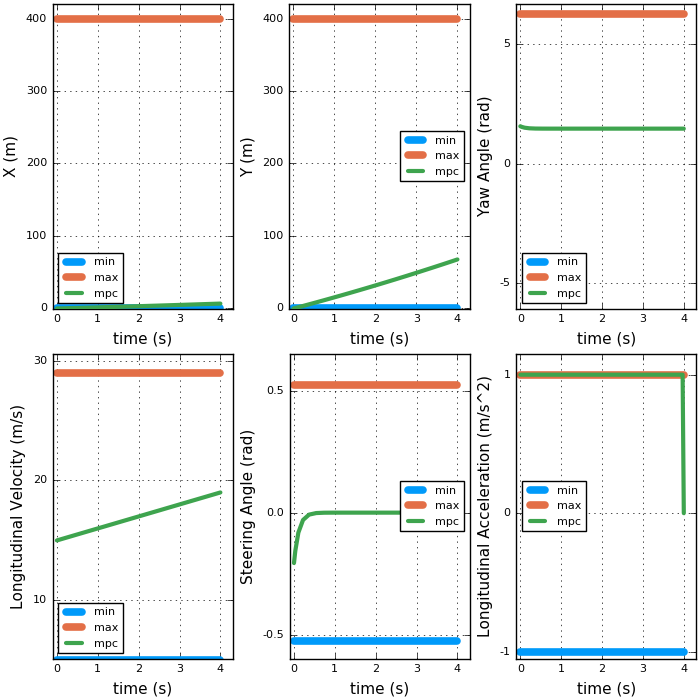 400
300
200
100
0
X (m)
min
max
mpc
0 1 2 3 4
time (s)
400
300
200
100
0
Y (m)
min
max
mpc
0 1 2 3 4
time (s)
5
0
-5
Yaw Angle (rad)
min
max
mpc
0 1 2 3 4
time (s)
30
20
10
Longitudinal Velocity (m/s)
min
max
mpc
0 1 2 3 4
time (s)
0.5
0.0
-0.5
Steering Angle (rad)
min
max
mpc
0 1 2 3 4
time (s)
1
0
-1
Longitudinal Acceleration (m/s^2)
min
max
mpc
0 1 2 3 4
time (s)